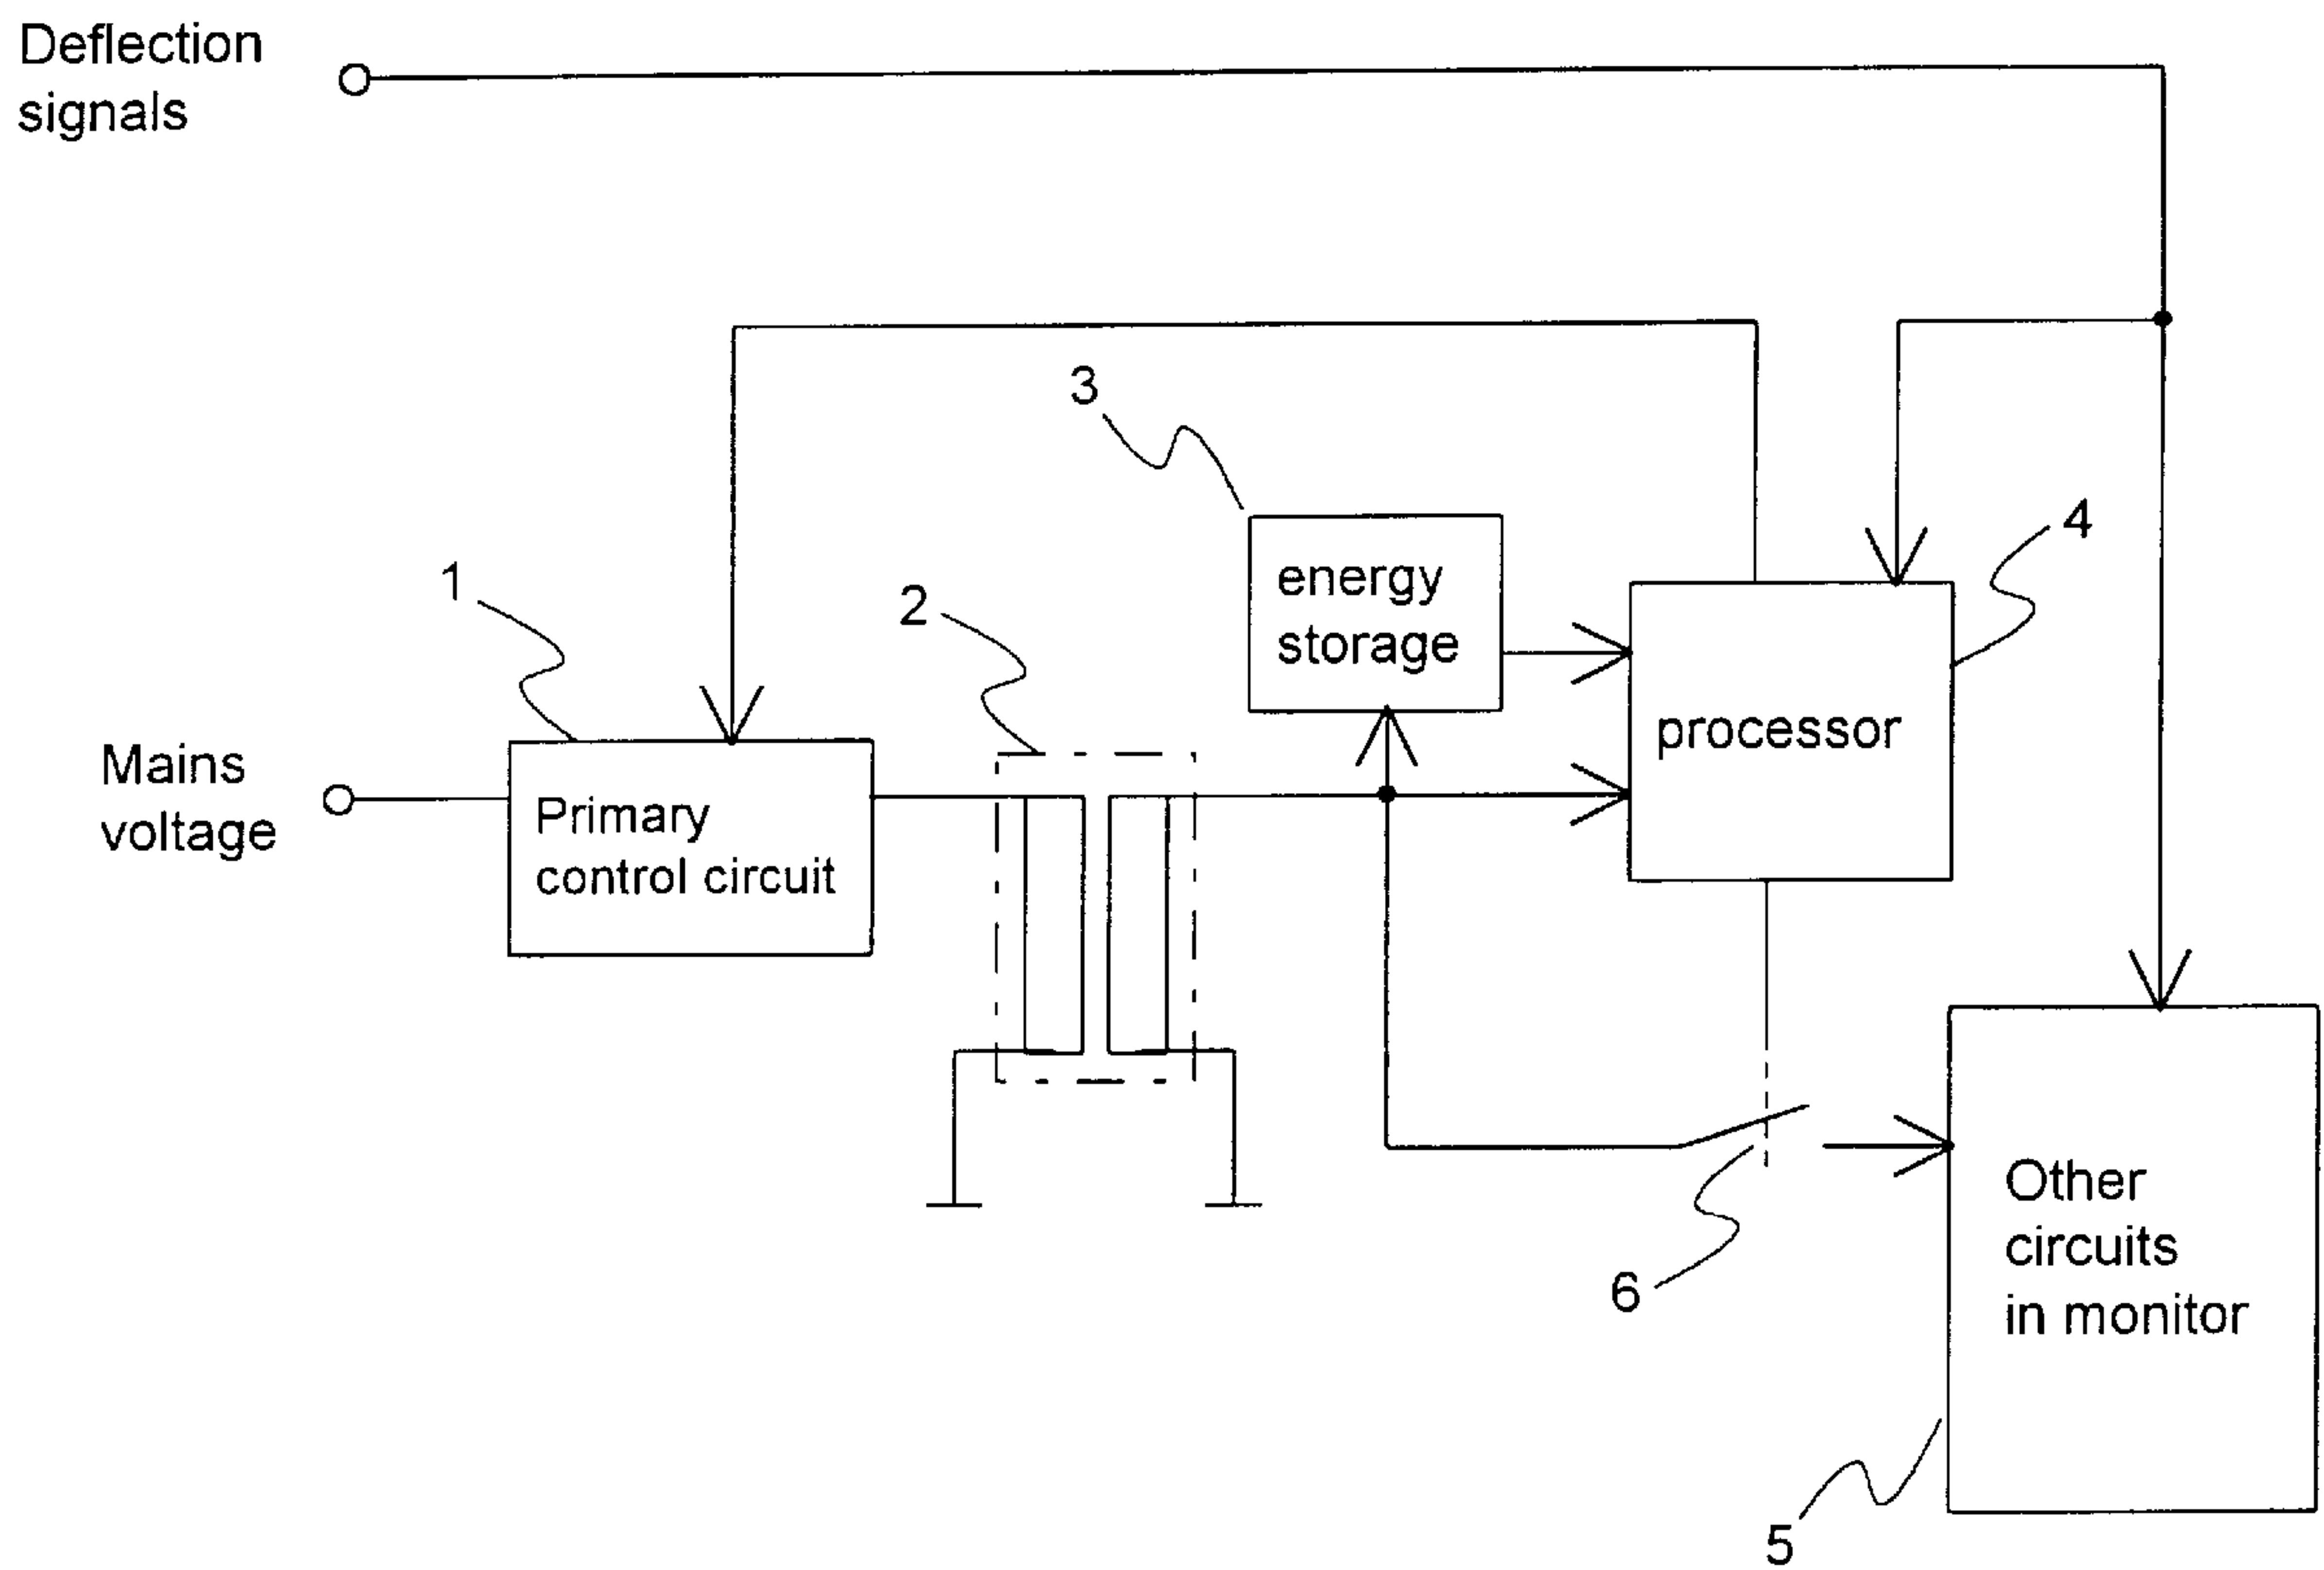 Deflection
signals
3
4
1
2
energy
storage
processor
Mains
voltage
Primary
control circuit
Other
circuits
in monitor
6
5